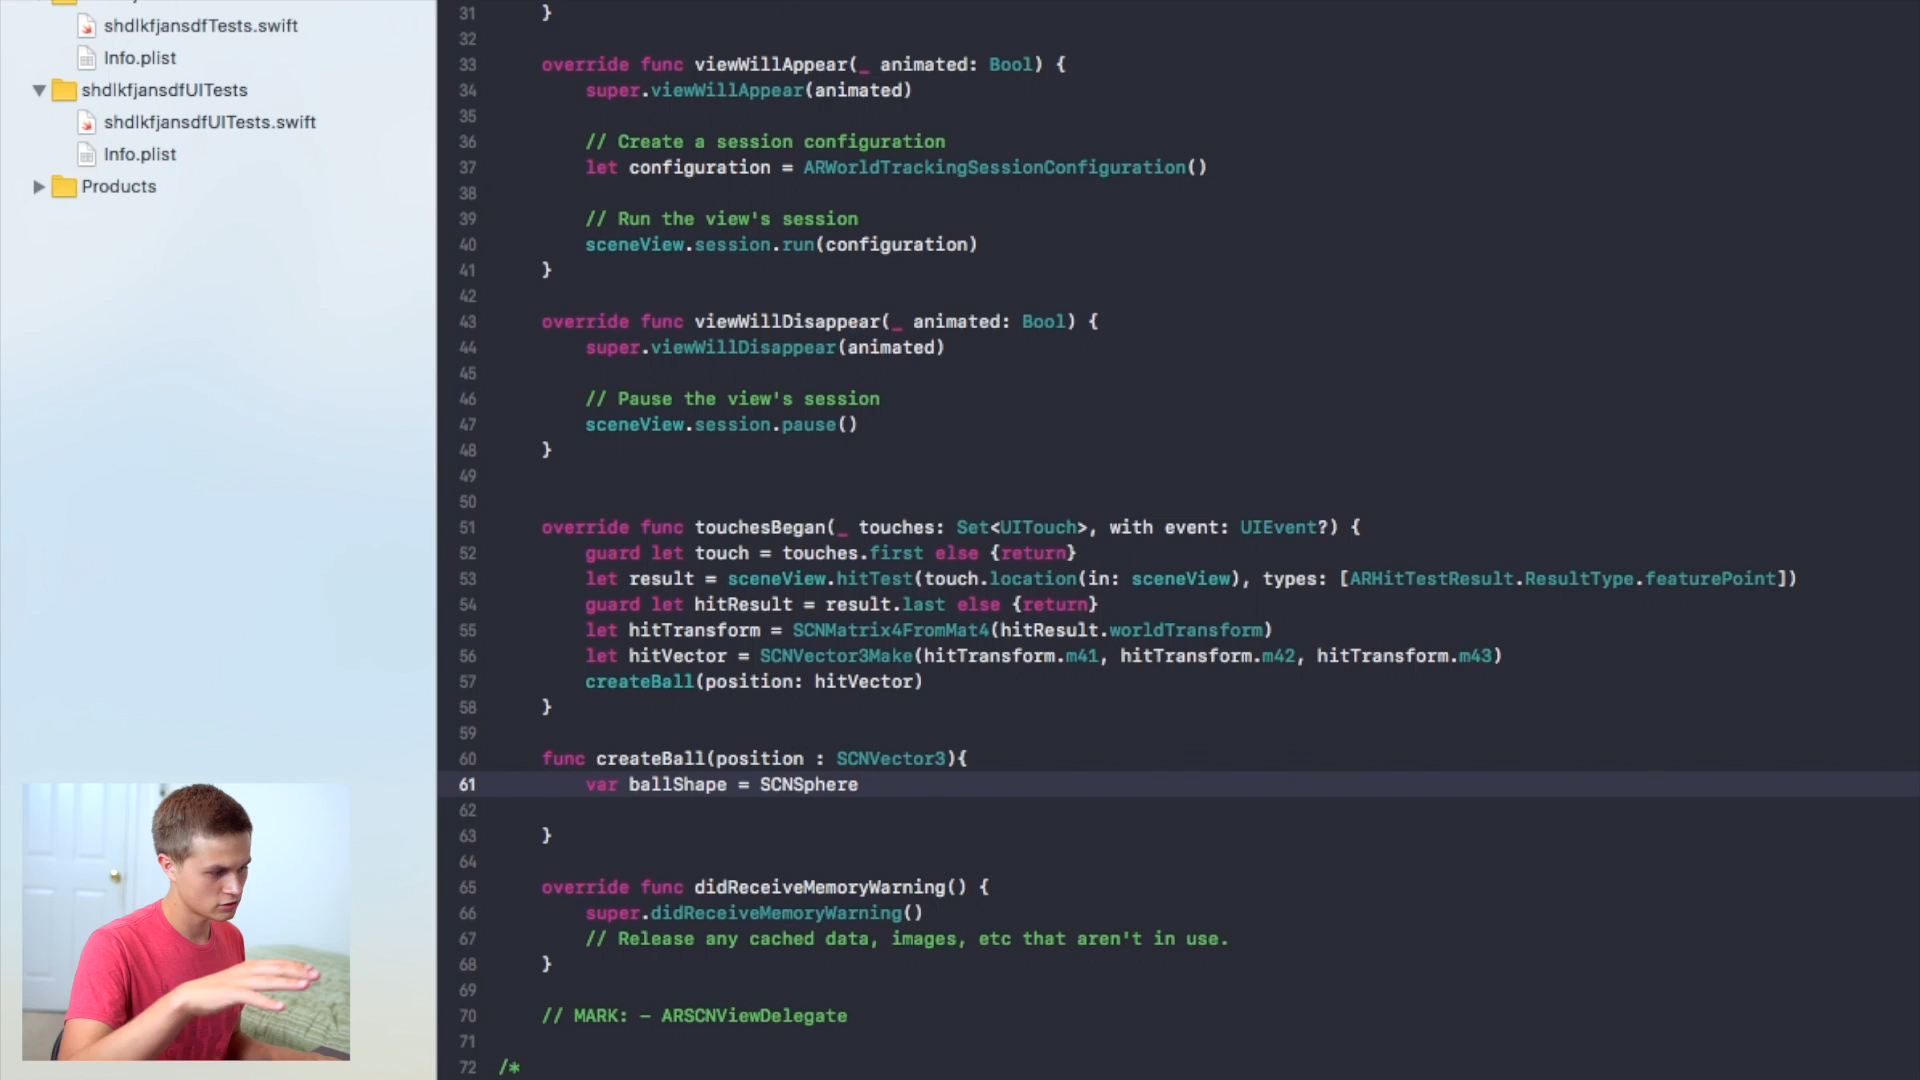 shdlkfjansdfTests.swift
Info.plist
shdlkfjansdfUITests
shdlkfjansdfUITests.swift
Info.plist
Products
31 }
32
33 override func viewWillAppear(_ animated: Bool) {
34 super.viewWillAppear(animated)
35
36 // Create a session configuration
37 let configuration = ARWorldTrackingSessionConfiguration()
38
39 // Run the view's session
40 sceneView.session.run(configuration)
41 }
42
43 override func viewWillDisappear(_ animated: Bool) {
44 super.viewWillDisappear(animated)
45
46 // Pause the view's session
47 sceneView.session.pause()
48 }
49
50
51 override func touchesBegan(_ touches: Set<UITouch>, with event: UIEvent?) {
52 guard let touch = touches.first else {return}
53 let result = sceneView.hitTest(touch.location(in: sceneView), types: [ARHitTestResult.ResultType.featurePoint])
54 guard let hitResult = result.last else {return}
55 let hitTransform = SCNMatrix4FromMat4(hitResult.worldTransform)
56 let hitVector = SCNVector3Make(hitTransform.m41, hitTransform.m42, hitTransform.m43)
57 createBall(position: hitVector)
58 }
59
60 func createBall(position : SCNVector3){
61 var ballShape = SCNSphere
62
63 }
64
65 override func didReceiveMemoryWarning() {
66 super.didReceiveMemoryWarning()
67 // Release any cached data, images, etc that aren't in use.
68 }
69
70 // MARK: - ARSCNViewDelegate
71
72 /*